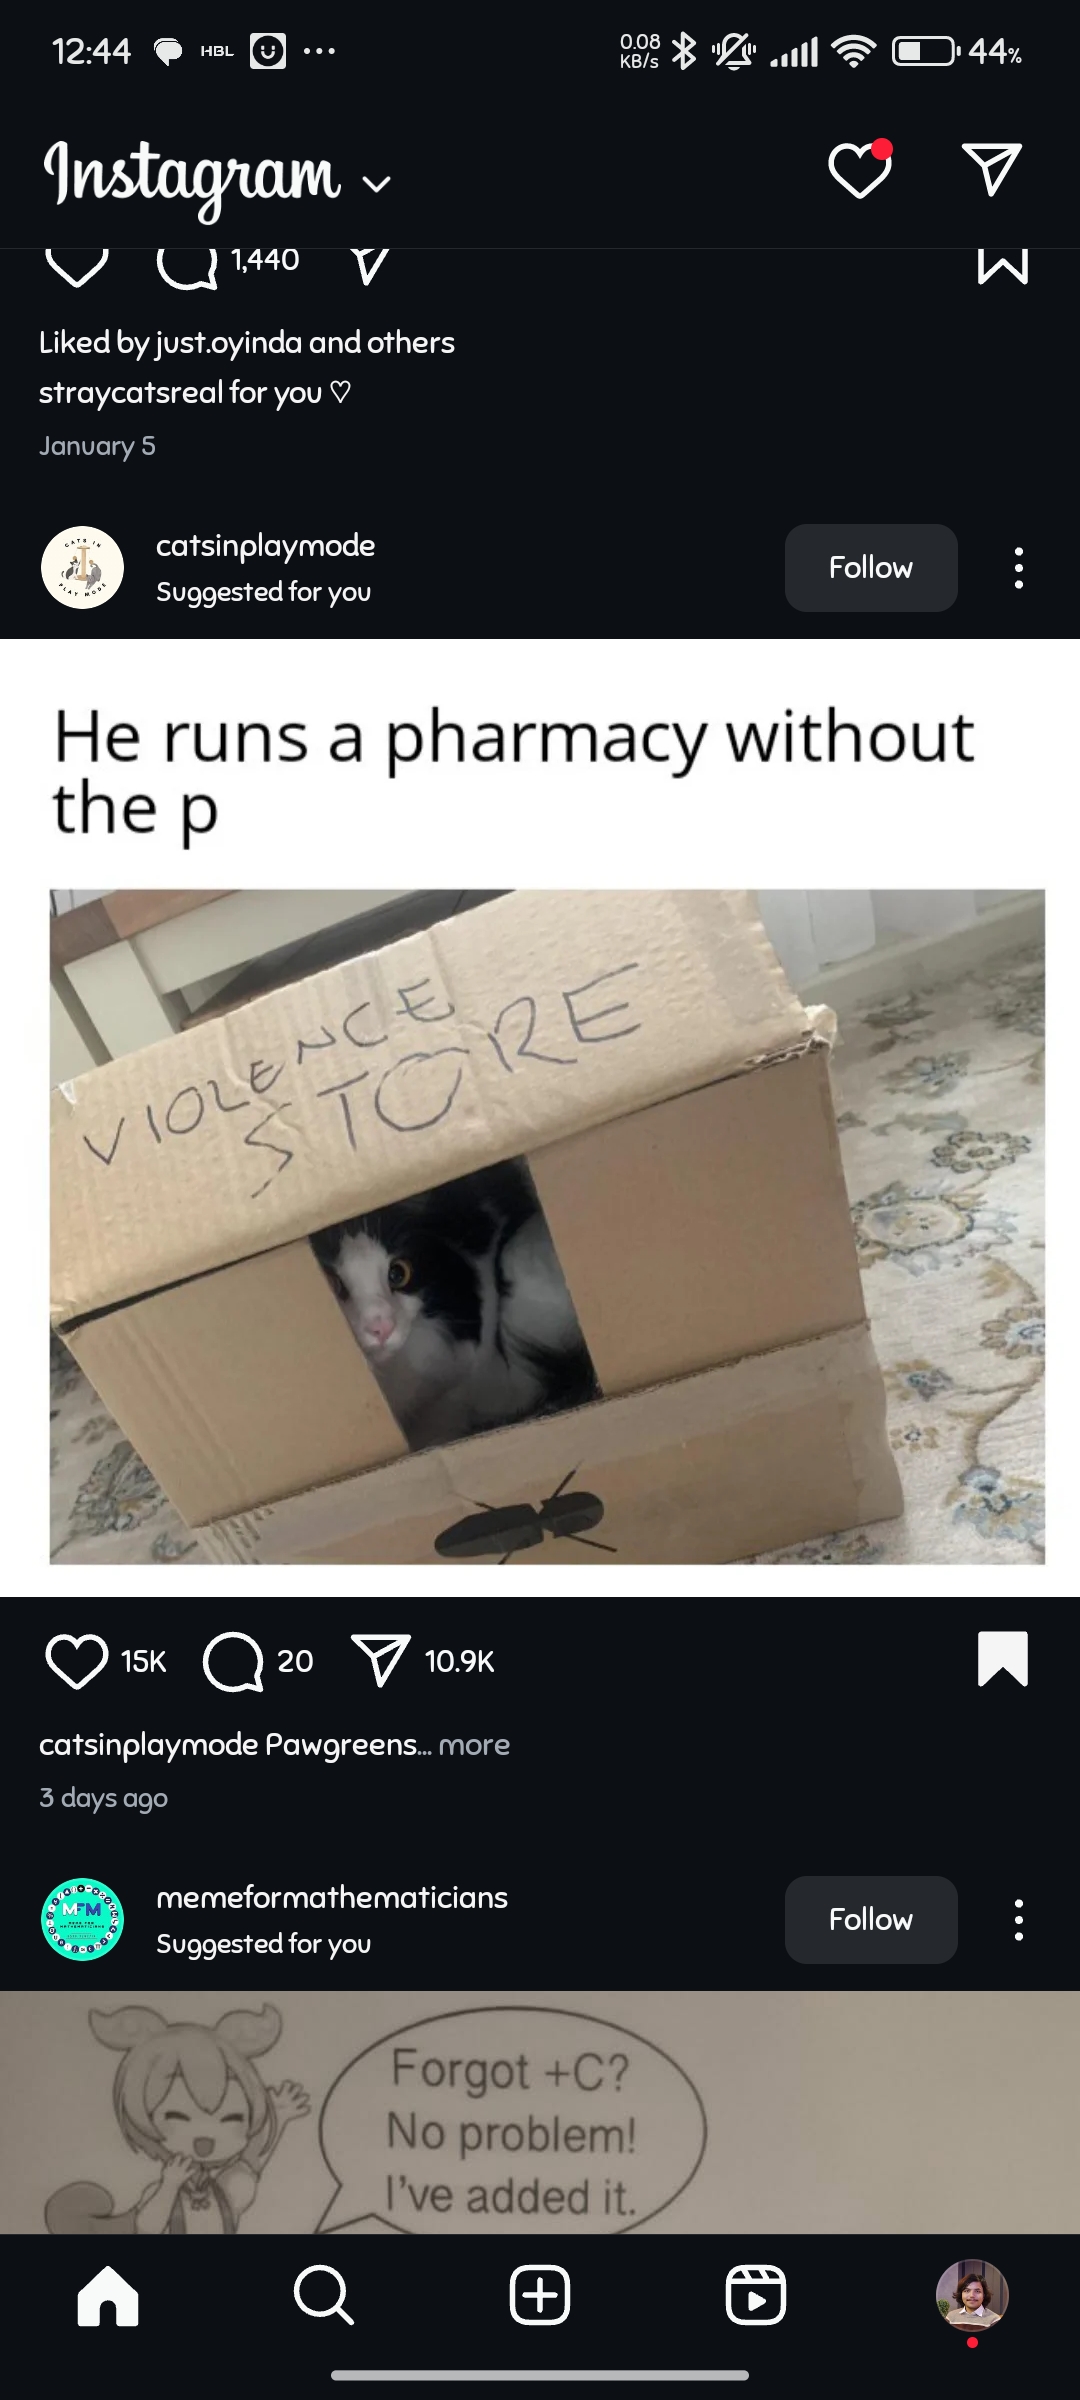 12:44 HBL 0.08 KB/s 44%
Instagram
1,440
Liked by just.oyinda and others
straycatsreal for you ♡
January 5
catsinplaymode
Suggested for you
Follow
He runs a pharmacy without
the p
VIOLENCE
STORE
15K 20 10.9K
catsinplaymode Pawgreens... more
3 days ago
memeformathematicians
Suggested for you
Follow
MFM
Forgot +C?
No problem!
I've added it.